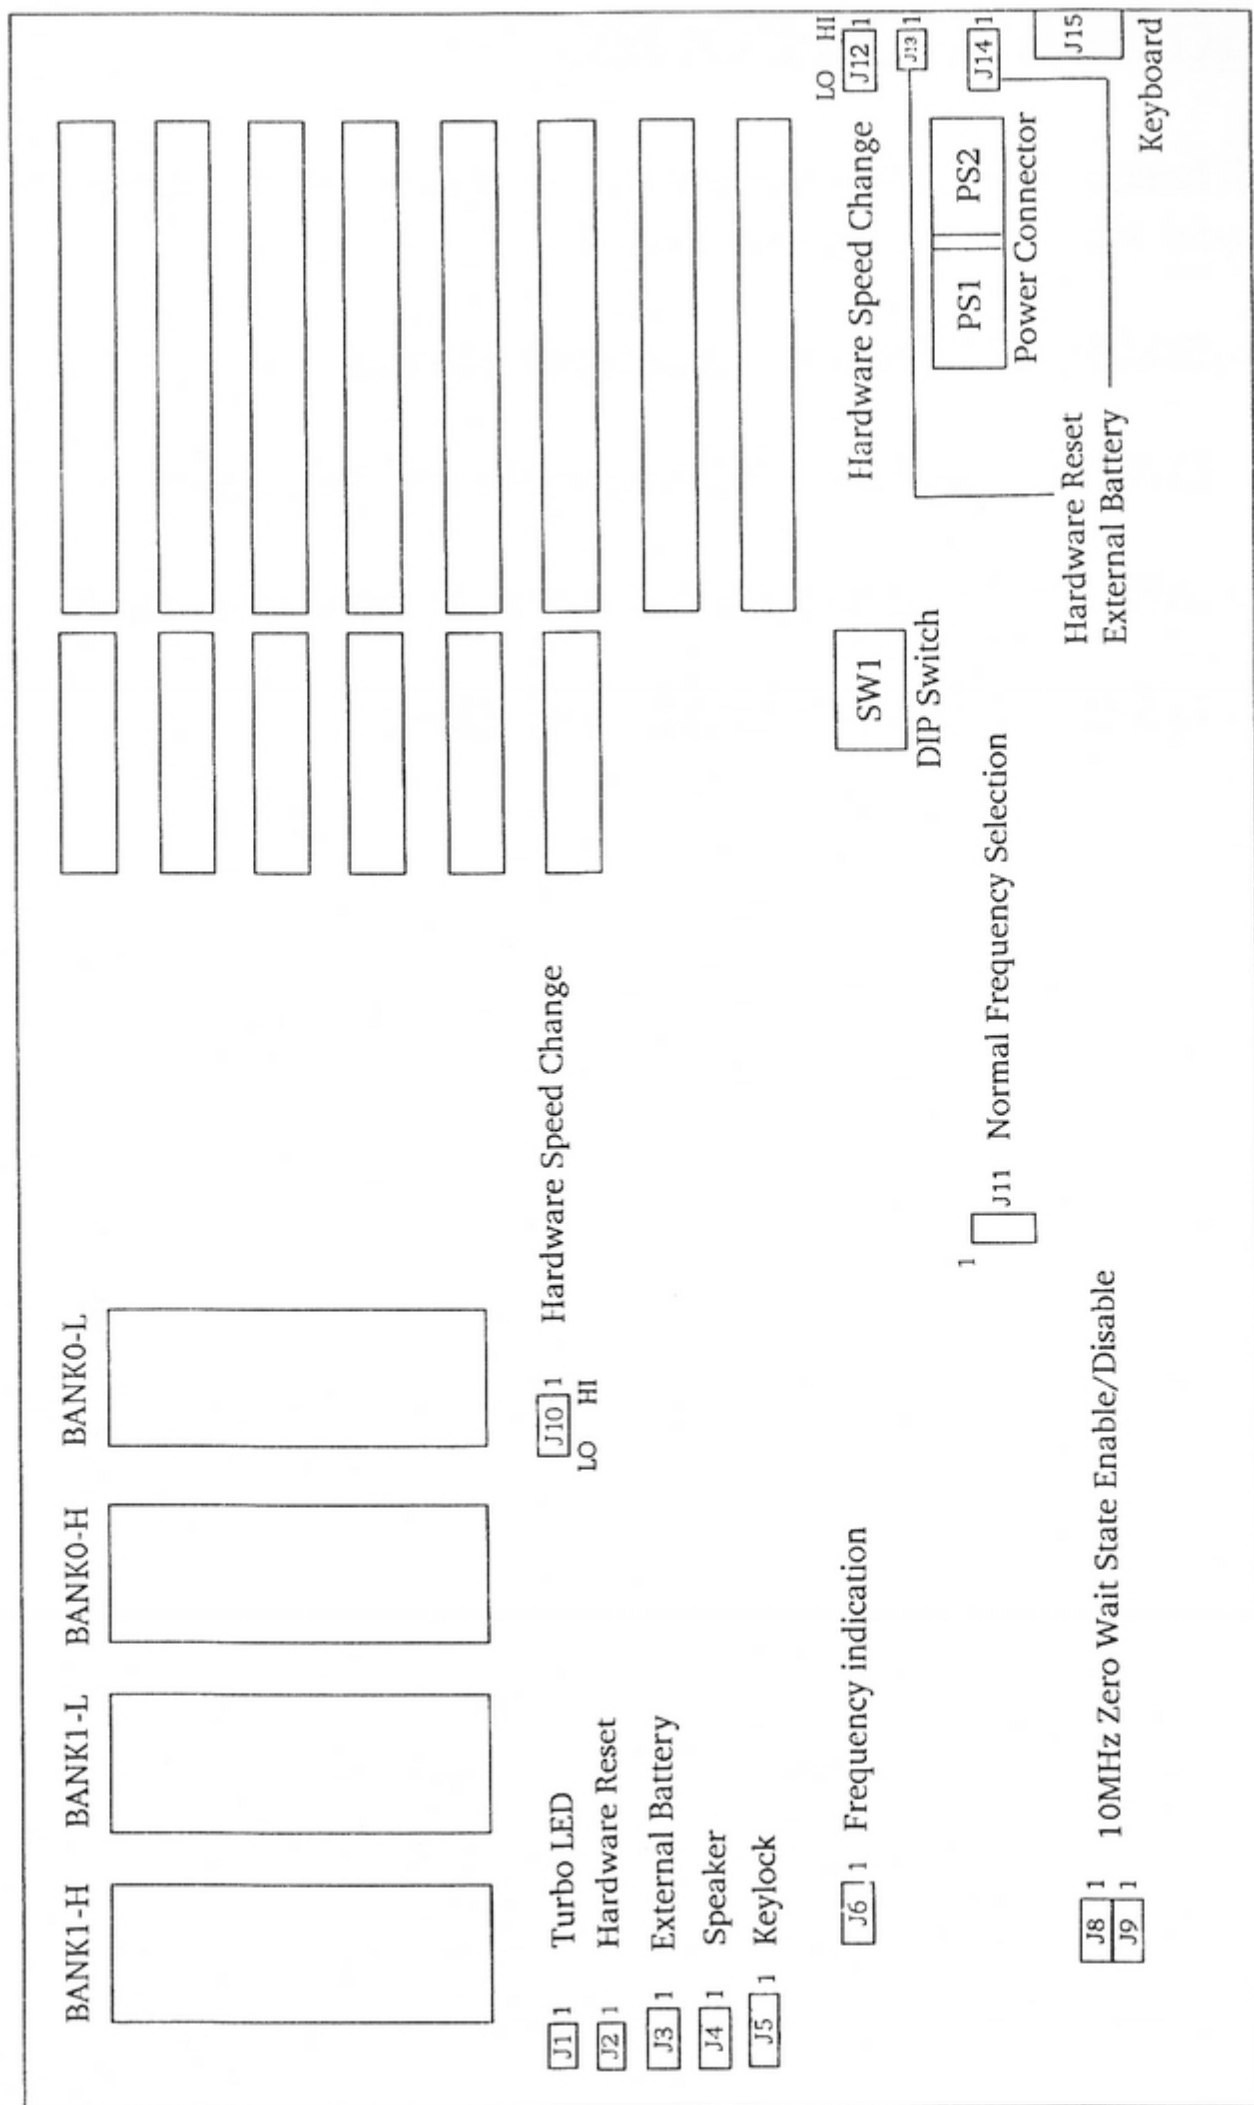 BANK1-H
BANK1-L
BANK0-H
BANK0-L
J1 1 Turbo LED
J2 1 Hardware Reset
J3 1 External Battery
J4 1 Speaker
J5 1 Keylock
J10 1 Hardware Speed Change
LO HI
J6 1 Frequency indication
J8 1
J9 1
10MHz Zero Wait State Enable/Disable
1
J11 Normal Frequency Selection
SW1
DIP Switch
LO HI
Hardware Speed Change
J12 1
J13 1
PS1 PS2
Power Connector
J14 1
Hardware Reset
External Battery
J15
Keyboard